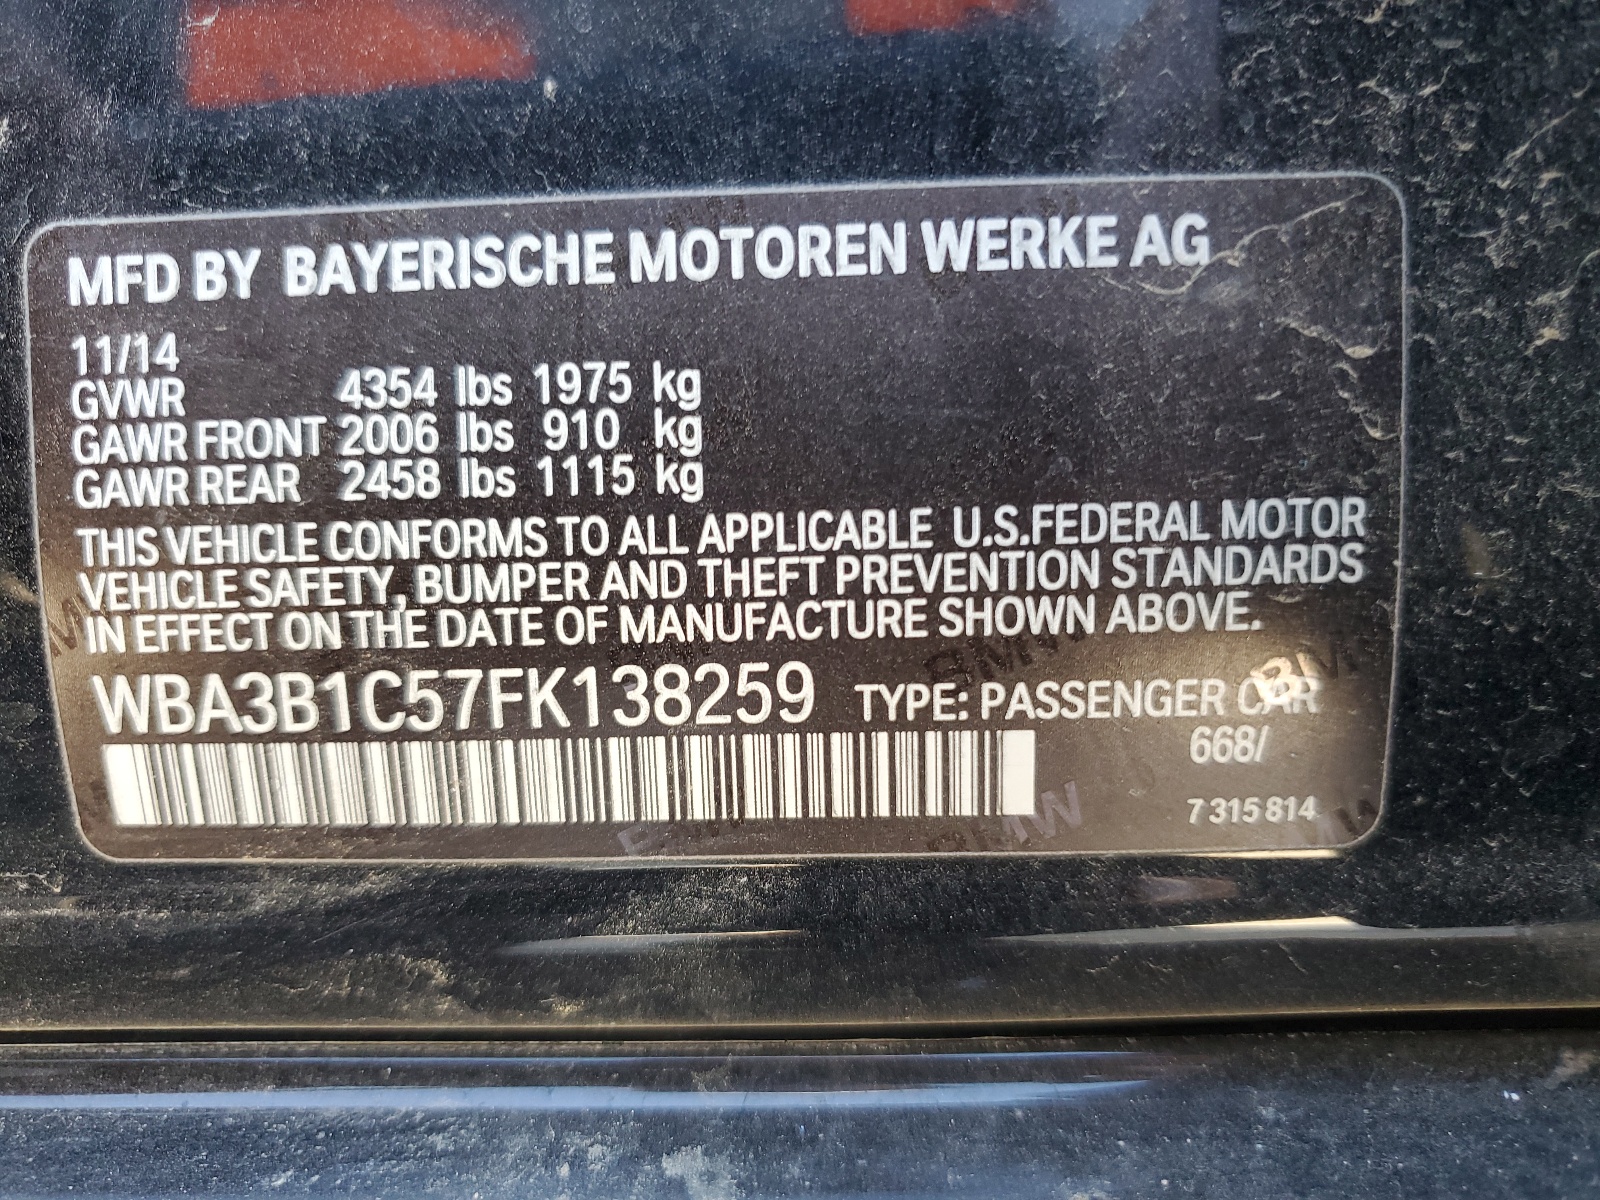 MFD BY BAYERISCHE MOTOREN WERKE AG
11/14
GVWR 4354 lbs 1975 kg
GAWR FRONT 2006 lbs 910 kg
GAWR REAR 2458 lbs 1115 kg
THIS VEHICLE CONFORMS TO ALL APPLICABLE U.S.FEDERAL MOTOR
VEHICLE SAFETY, BUMPER AND THEFT PREVENTION STANDARDS
IN EFFECT ON THE DATE OF MANUFACTURE SHOWN ABOVE.
WBA3B1C57FK138259 TYPE: PASSENGER CAR
668/
7 315 814
BMW